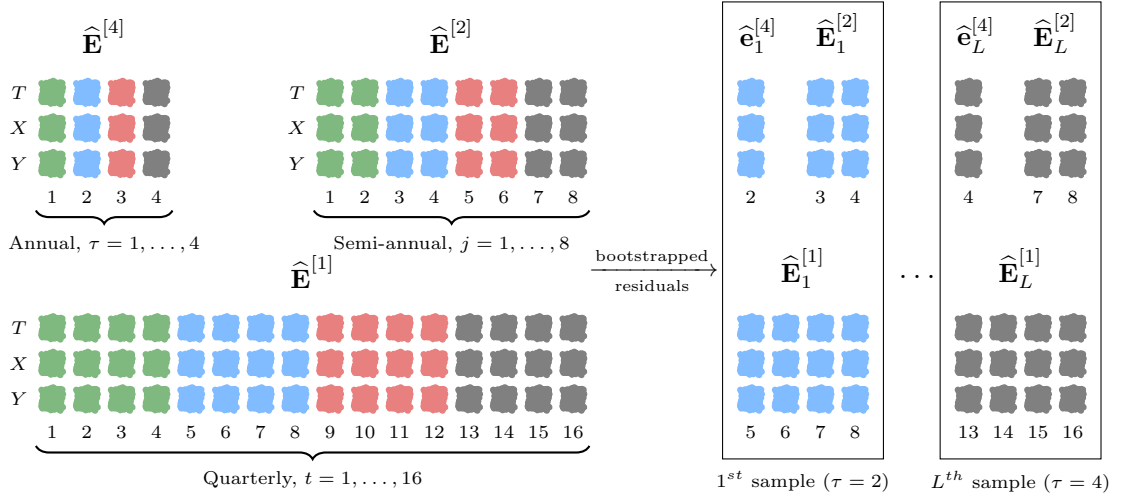 Ê^[4]
T
X
Y
1 2 3 4
Annual, τ = 1, . . . , 4
Ê^[2]
T
X
Y
1 2 3 4 5 6 7 8
Semi-annual, j = 1, . . . , 8
Ê^[1]
T
X
Y
1 2 3 4 5 6 7 8 9 10 11 12 13 14 15 16
Quarterly, t = 1, . . . , 16
bootstrapped
residuals
ê_1^[4] Ê_1^[2]
2 3 4
Ê_1^[1]
5 6 7 8
1^st sample (τ = 2)
. . .
ê_L^[4] Ê_L^[2]
4 7 8
Ê_L^[1]
13 14 15 16
L^th sample (τ = 4)